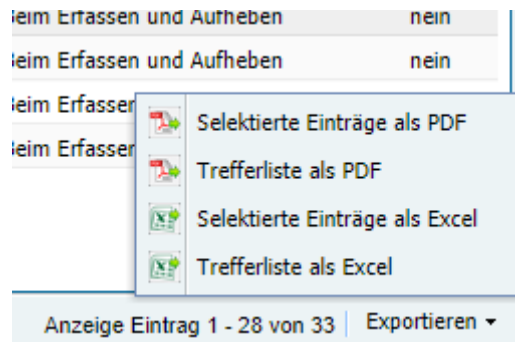 Beim Erfassen und Aufheben nein
Beim Erfassen und Aufheben nein
Beim Erfassen
Beim Erfassen
Selektierte Einträge als PDF
Trefferliste als PDF
Selektierte Einträge als Excel
Trefferliste als Excel
Anzeige Eintrag 1 - 28 von 33 Exportieren